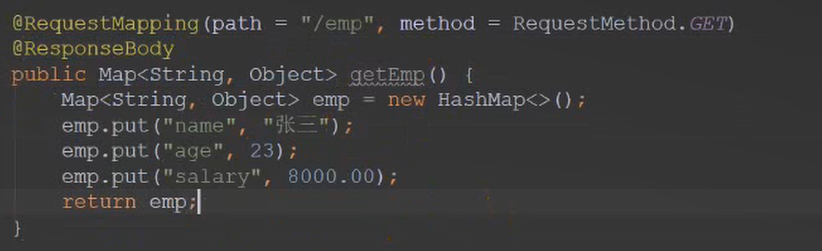 @RequestMapping(path = "/emp", method = RequestMethod.GET)
@ResponseBody
public Map<String, Object> getEmp() {
    Map<String, Object> emp = new HashMap<>();
    emp.put("name", "张三");
    emp.put("age", 23);
    emp.put("salary", 8000.00);
    return emp;
}